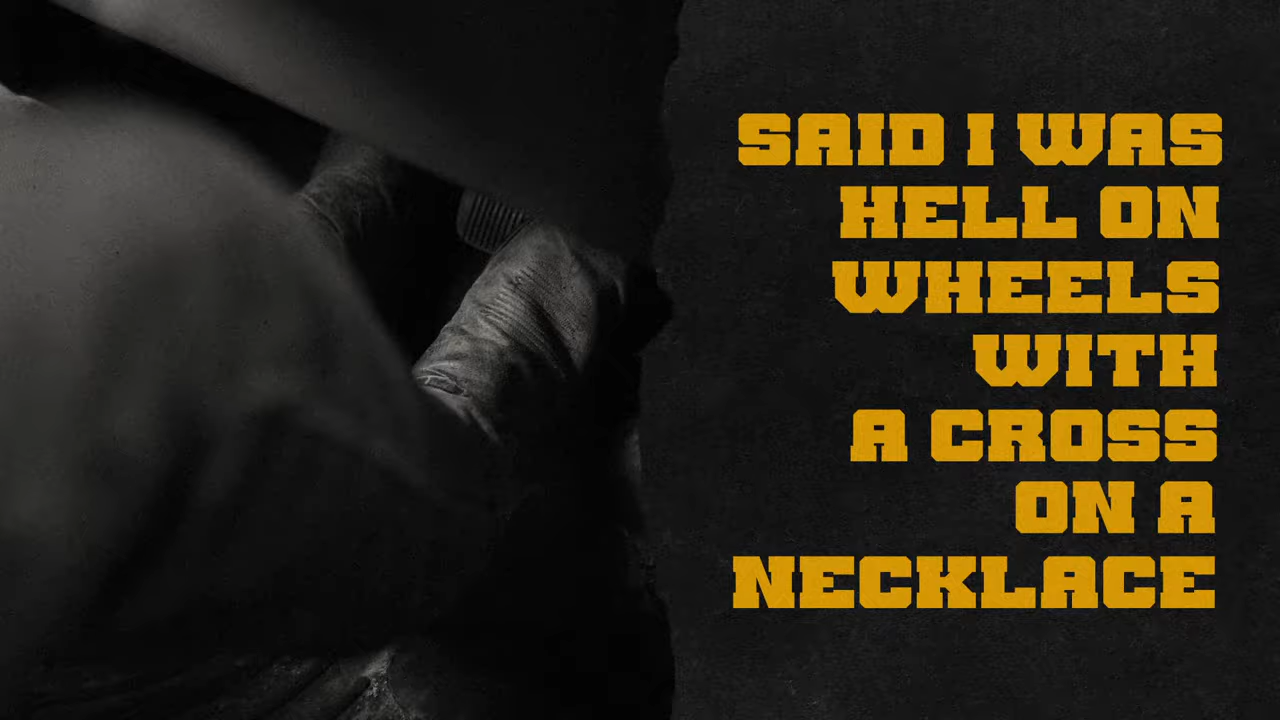 SAID I WAS
HELL ON
WHEELS
WITH
A CROSS
ON A
NECKLACE